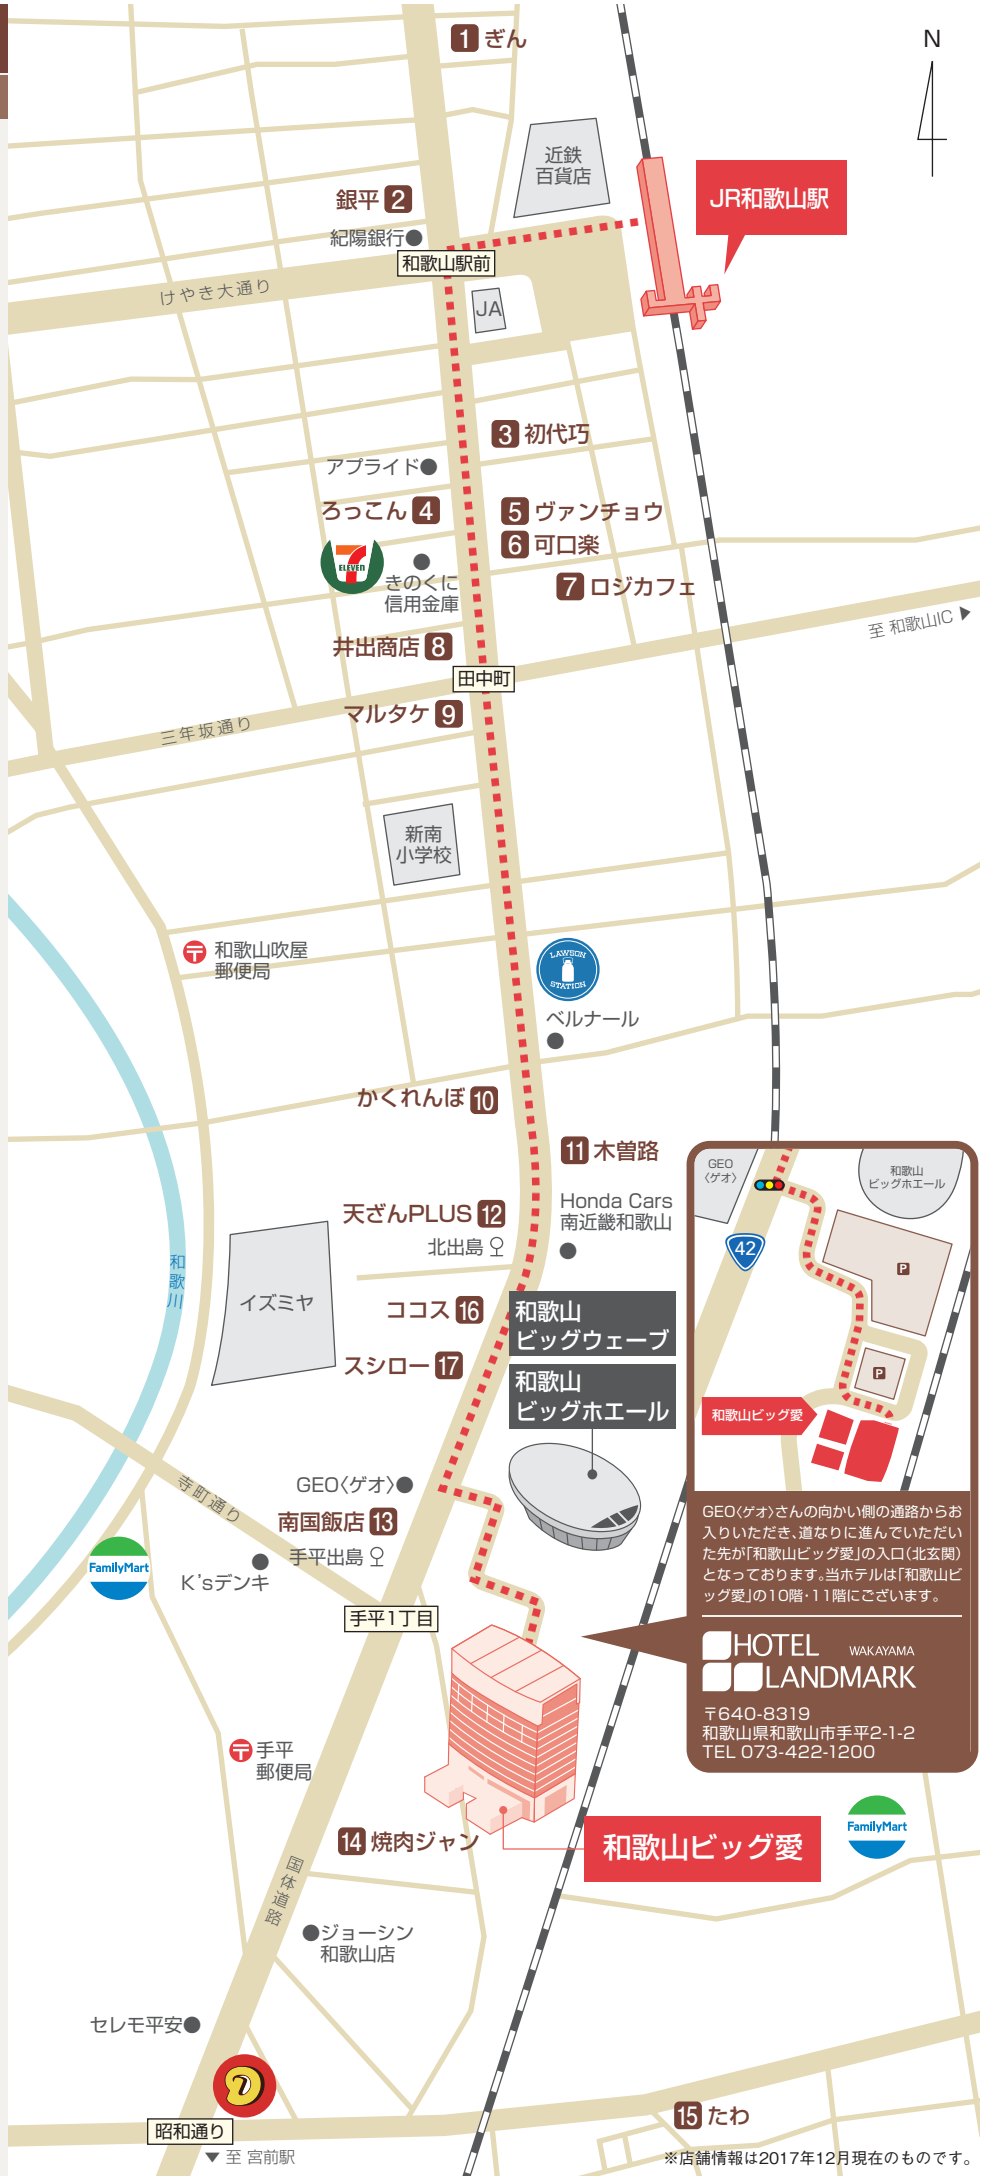 1 ぎん
N
近鉄
百貨店
JR和歌山駅
銀平 2
紀陽銀行
和歌山駅前
けやき大通り
JA
3 初代巧
アプライド
ろっこん 4
5 ヴァンチョウ
6 可口楽
7 ELEVEN
きのくに
信用金庫
7 ロジカフェ
至 和歌山IC
井出商店 8
田中町
マルタケ 9
三年坂通り
新南
小学校
和歌山吹屋
郵便局
LAWSON
STATION
ベルナール
かくれんぼ 10
11 木曽路
天ざんPLUS 12
北出島
Honda Cars
南近畿和歌山
和歌川
イズミヤ
ココス 16
スシロー 17
和歌山
ビッグウェーブ
和歌山
ビッグホエール
GEO
〈ゲオ〉
和歌山
ビッグホエール
42
P
P
和歌山ビッグ愛
寺町通り
GEO〈ゲオ〉
南国飯店 13
手平出島
FamilyMart
K'sデンキ
手平1丁目
GEO〈ゲオ〉さんの向かい側の通路からお
入りいただき、道なりに進んでいただい
た先が「和歌山ビッグ愛」の入口(北玄関)
となっております。当ホテルは「和歌山ビ
ッグ愛」の10階・11階にございます。
HOTEL WAKAYAMA
LANDMARK
〒640-8319
和歌山県和歌山市手平2-1-2
TEL 073-422-1200
手平
郵便局
14 焼肉ジャン
和歌山ビッグ愛
FamilyMart
国体道路
ジョーシン
和歌山店
セレモ平安
昭和通り
至 宮前駅
15 たわ
※店舗情報は2017年12月現在のものです。